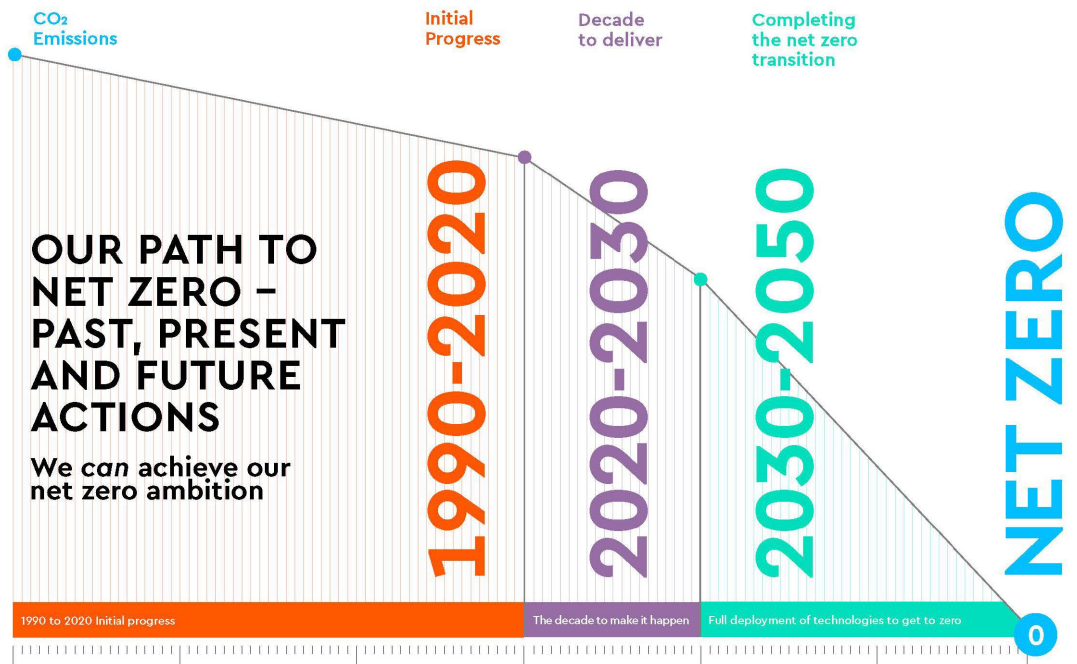 CO₂
Emissions
Initial
Progress
Decade
to deliver
Completing
the net zero
transition
OUR PATH TO
NET ZERO –
PAST, PRESENT
AND FUTURE
ACTIONS
We can achieve our
net zero ambition
1990-2020
2020-2030
2030-2050
NET ZERO
1990 to 2020 Initial progress
The decade to make it happen
Full deployment of technologies to get to zero
0